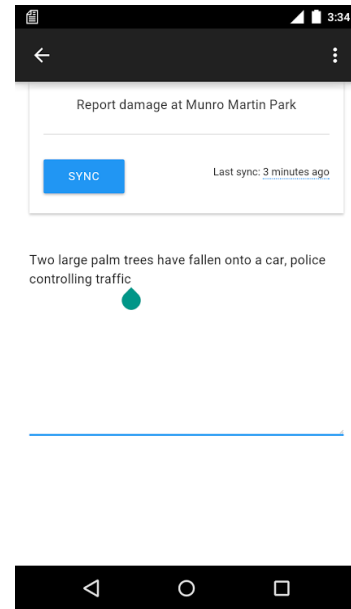 3:34
Report damage at Munro Martin Park
SYNC
Last sync: 3 minutes ago
Two large palm trees have fallen onto a car, police
controlling traffic